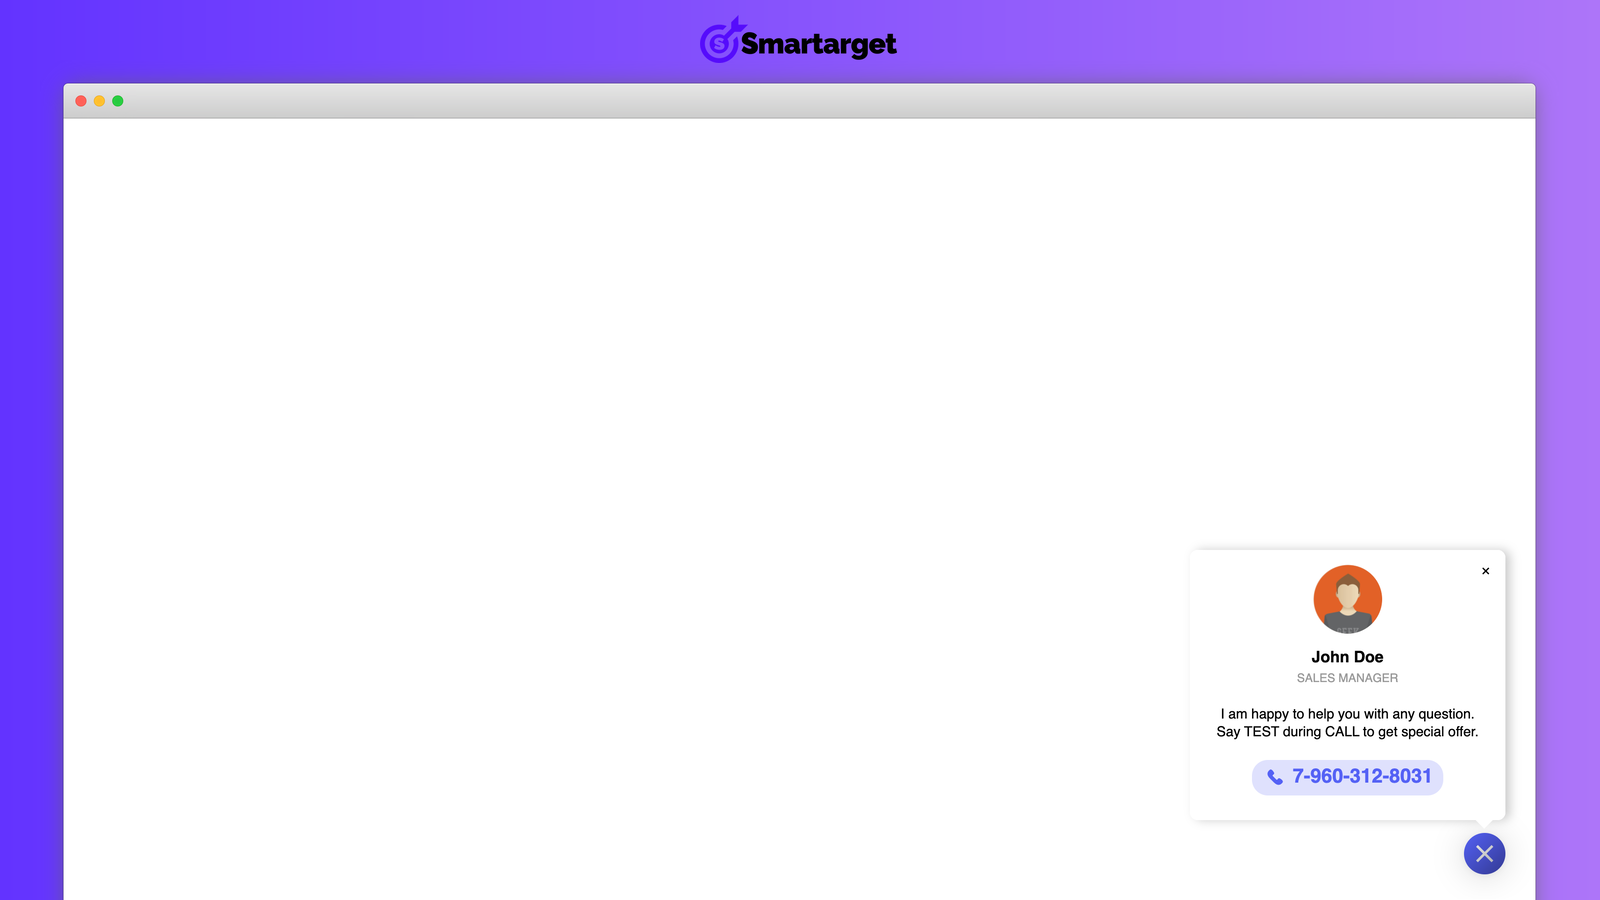 Smartarget
John Doe
SALES MANAGER
I am happy to help you with any question.
Say TEST during CALL to get special offer.
7-960-312-8031